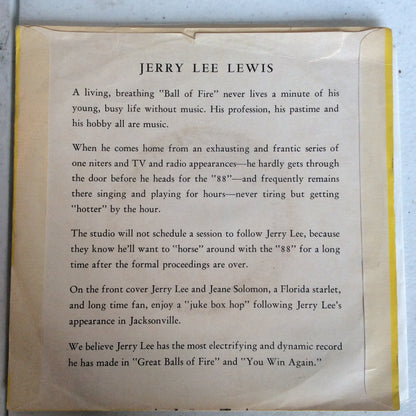 JERRY LEE LEWIS
A living, breathing "Ball of Fire" never lives a minute of his
young, busy life without music. His profession, his pastime and
his hobby all are music.
When he comes home from an exhausting and frantic series of
one niters and TV and radio appearances—he hardly gets through
the door before he heads for the "88"—and frequently remains
there singing and playing for hours—never tiring but getting
"hotter" by the hour.
The studio will not schedule a session to follow Jerry Lee, because
they know he'll want to "horse" around with the "88" for a long
time after the formal proceedings are over.
On the front cover Jerry Lee and Jeane Solomon, a Florida starlet,
and long time fan, enjoy a "juke box hop" following Jerry Lee's
appearance in Jacksonville.
We believe Jerry Lee has the most electrifying and dynamic record
he has made in "Great Balls of Fire" and "You Win Again."